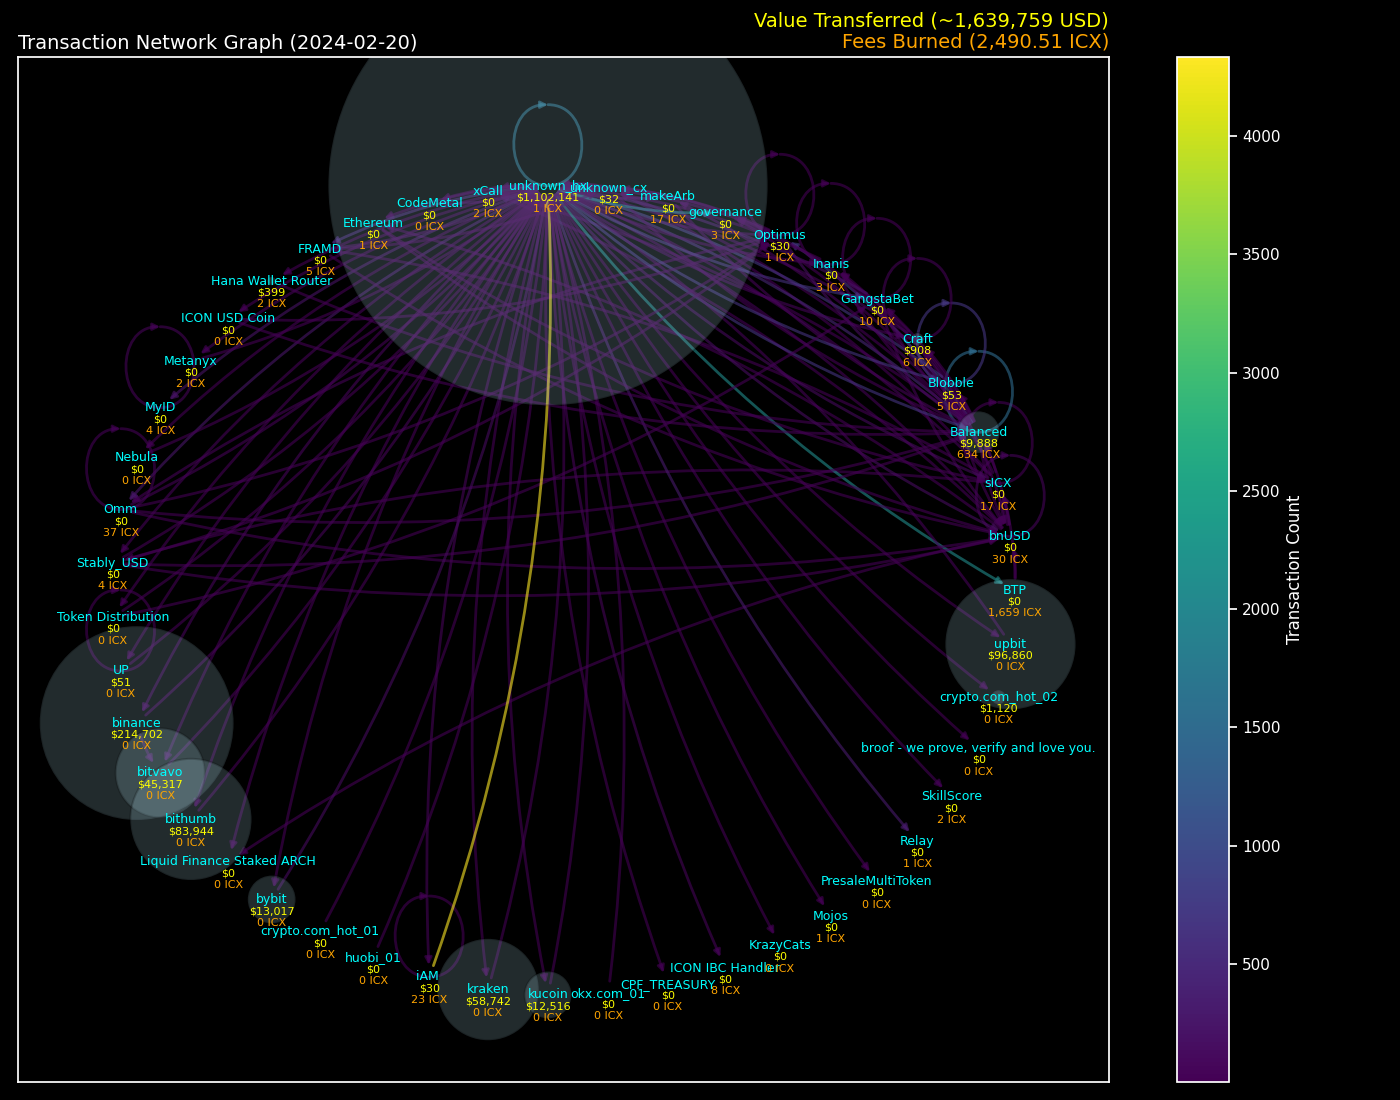 Value Transferred (~1,639,759 USD)
Transaction Network Graph (2024-02-20)
Fees Burned (2,490.51 ICX)
unknown_hx
$1,102,141
1 ICX
unknown_cx
$32
0 ICX
makeArb
$0
17 ICX
governance
$0
3 ICX
Optimus
$30
1 ICX
Inanis
$0
3 ICX
GangstaBet
$0
10 ICX
Craft
$908
6 ICX
Blobble
$53
5 ICX
Balanced
$9,888
634 ICX
sICX
$0
17 ICX
bnUSD
$0
30 ICX
BTP
$0
1,659 ICX
upbit
$96,860
0 ICX
crypto.com_hot_02
$1,120
0 ICX
broof - we prove, verify and love you.
$0
0 ICX
SkillScore
$0
2 ICX
Relay
$0
1 ICX
PresaleMultiToken
$0
0 ICX
Mojos
$0
1 ICX
KrazyCats
$0
ICX
ICON IBC Handler
$0
8 ICX
CPF_TREASURY
$0
0 ICX
okx.com_01
$0
0 ICX
kucoin
$12,516
0 ICX
kraken
$58,742
0 ICX
iAM
$30
23 ICX
huobi_01
$0
0 ICX
crypto.com_hot_01
$0
0 ICX
bybit
$13,017
0 ICX
Liquid Finance Staked ARCH
$0
0 ICX
bithumb
$83,944
0 ICX
bitvavo
$45,317
0 ICX
binance
$214,702
0 ICX
UP
$51
0 ICX
Token Distribution
$0
0 ICX
Stably_USD
$0
4 ICX
Omm
$0
37 ICX
Nebula
$0
0 ICX
MyID
$0
4 ICX
Metanyx
$0
2 ICX
ICON USD Coin
$0
0 ICX
Hana Wallet Router
$399
2 ICX
FRAMD
$0
5 ICX
Ethereum
$0
1 ICX
CodeMetal
$0
0 ICX
xCall
$0
2 ICX
4000
3500
3000
2500
2000
1500
1000
500
Transaction Count